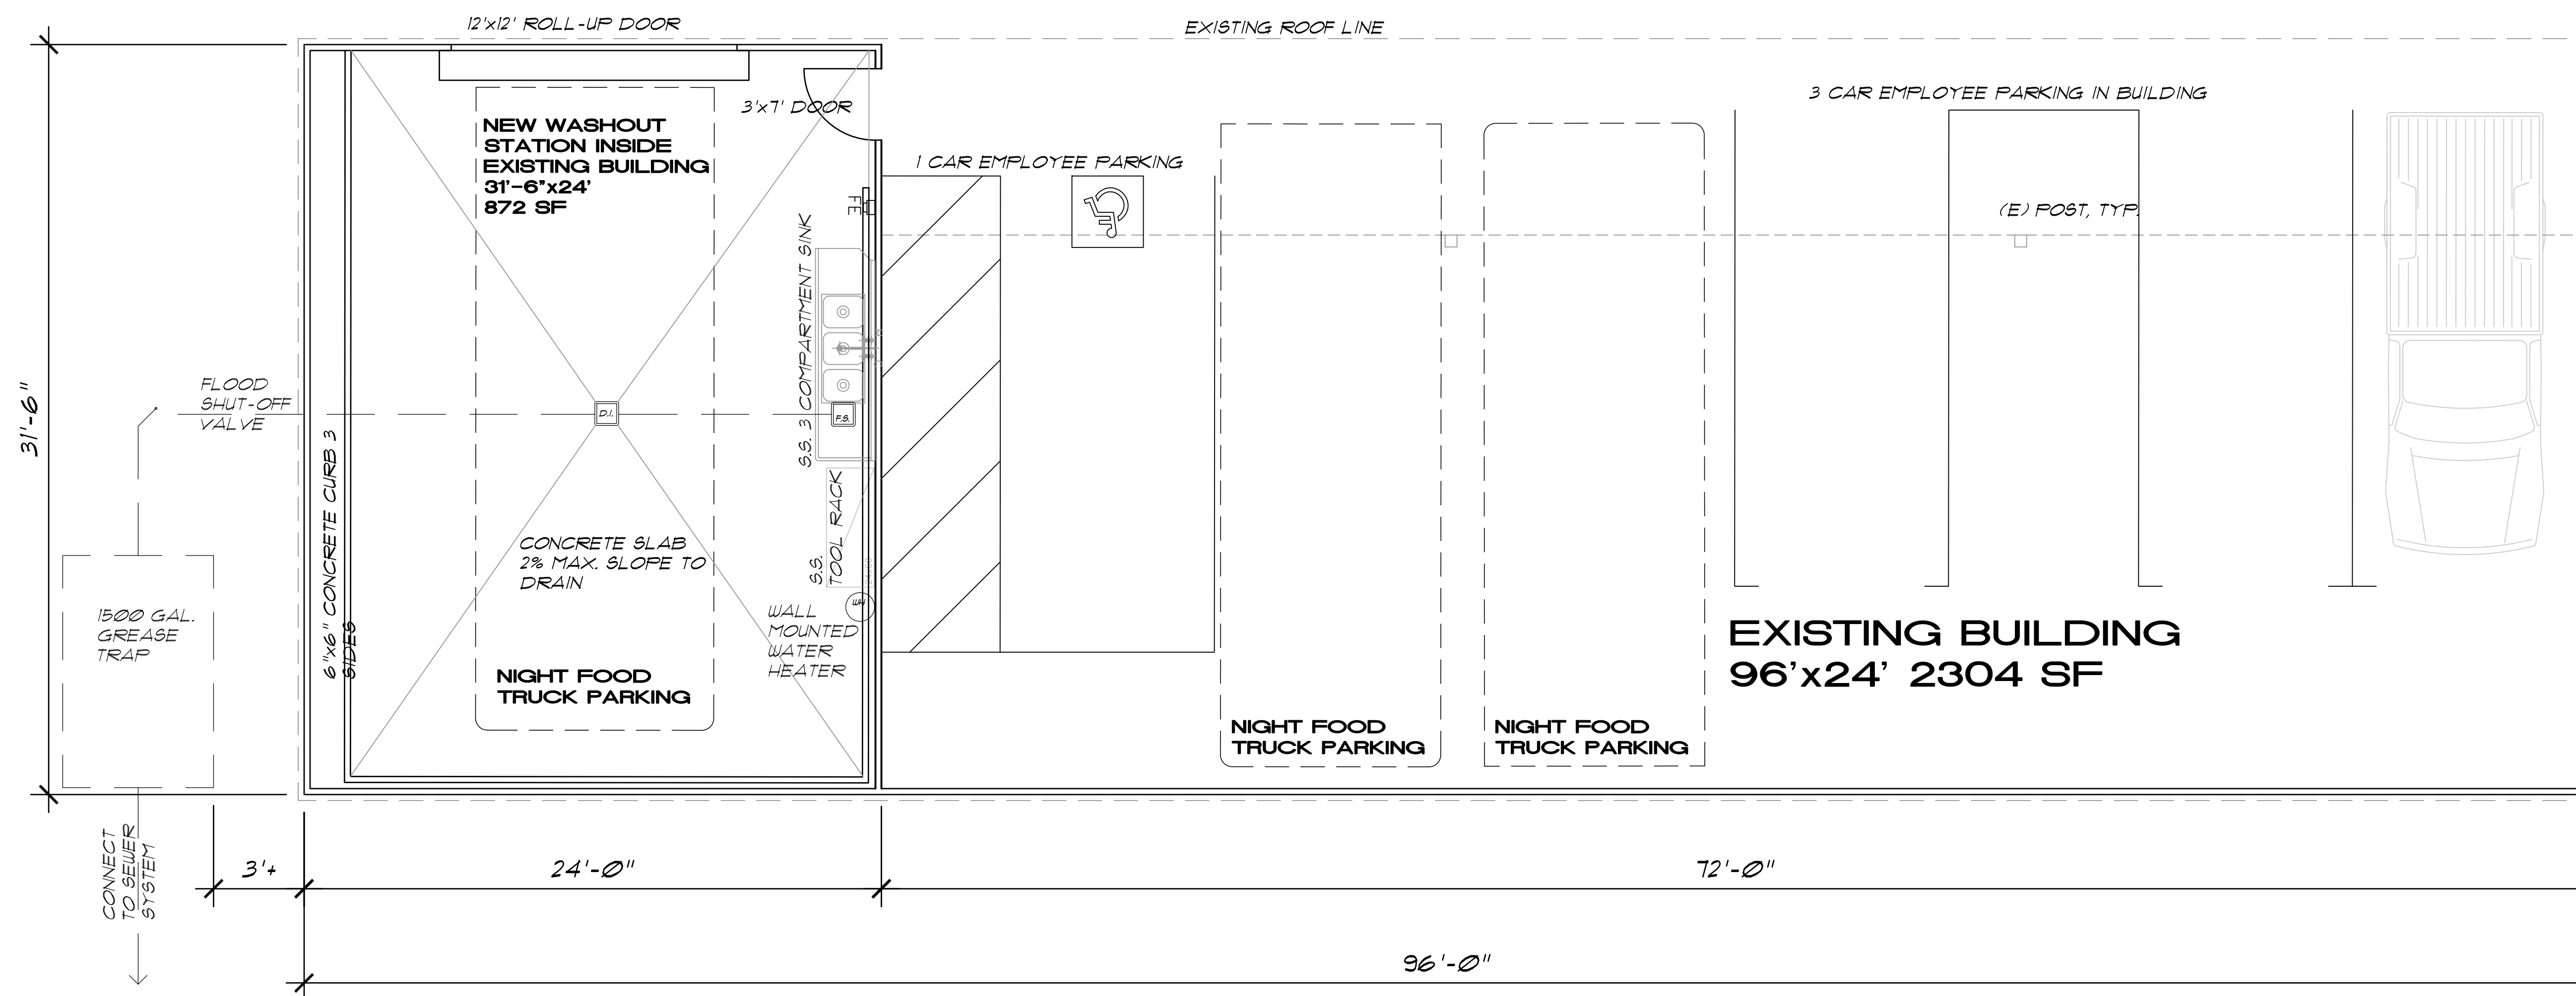 12'x12' ROLL-UP DOOR
EXISTING ROOF LINE
3 CAR EMPLOYEE PARKING IN BUILDING
3'x7' DOOR
NEW WASHOUT
STATION INSIDE
EXISTING BUILDING
31'-6"x24'
872 SF
1 CAR EMPLOYEE PARKING
FE
(E) POST, TYP.
S.S. 3 COMPARTMENT SINK
31'-6"
FLOOD
SHUT-OFF
VALVE
D.I.
F.S.
6"x6" CONCRETE CURB 3
SIDES
S.S.
TOOL RACK
CONCRETE SLAB
2% MAX. SLOPE TO
DRAIN
WH
WALL
MOUNTED
WATER
HEATER
1500 GAL.
GREASE
TRAP
EXISTING BUILDING
96'x24' 2304 SF
NIGHT FOOD
TRUCK PARKING
NIGHT FOOD
TRUCK PARKING
NIGHT FOOD
TRUCK PARKING
CONNECT
TO SEWER
SYSTEM
3'+
24'-0"
72'-0"
96'-0"